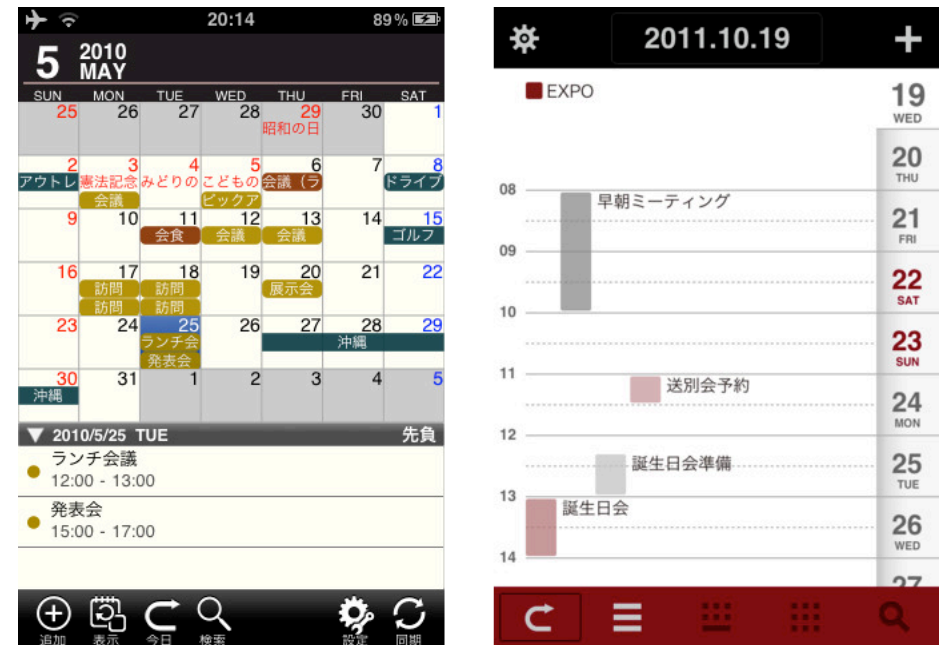 20:14
89%
5
2010
MAY
SUN MON TUE WED THU FRI SAT
25 26 27 28 29 30 1
昭和の日
2 3 4 5 6 7 8
アウトレ 憲法記念 みどりの こどもの 会議（ラ ドライブ
会議 ピックア
9 10 11 12 13 14 15
会食 会議 会議 ゴルフ
16 17 18 19 20 21 22
訪問 訪問 展示会
訪問 訪問
23 24 25 26 27 28 29
ランチ会 沖縄
発表会
30 31 1 2 3 4 5
沖縄
2010/5/25 TUE 先負
ランチ会議
12:00 - 13:00
発表会
15:00 - 17:00
追加 表示 今日 検索 設定 同期
2011.10.19
EXPO
08
早朝ミーティング
09
10
11
送別会予約
12
誕生日会準備
13
誕生日会
14
19
WED
20
THU
21
FRI
22
SAT
23
SUN
24
MON
25
TUE
26
WED
27